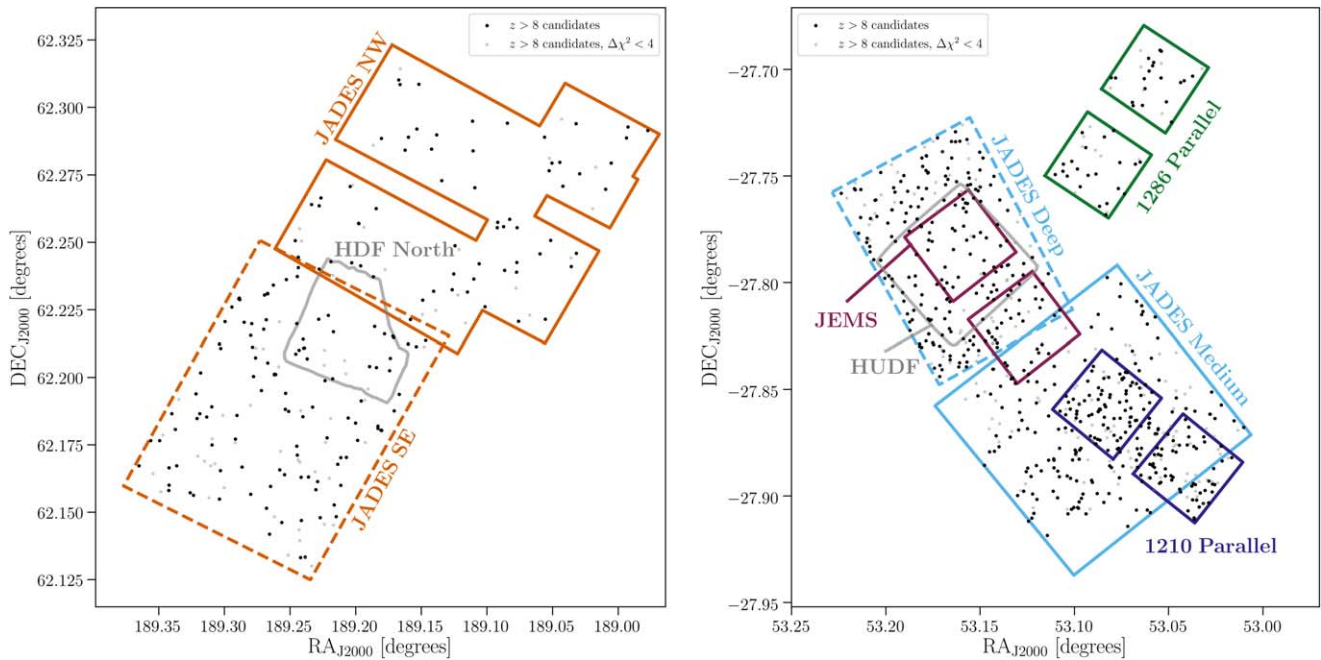 z > 8 candidates
z > 8 candidates, Δχ² < 4
JADES NW
HDF North
JADES SE
62.325
62.300
62.275
62.250
62.225
62.200
62.175
62.150
62.125
DEC_J2000 [degrees]
189.35 189.30 189.25 189.20 189.15 189.10 189.05 189.00
RA_J2000 [degrees]
z > 8 candidates
z > 8 candidates, Δχ² < 4
1286 Parallel
JADES Deep
JEMS
HUDF
JADES Medium
1210 Parallel
−27.70
−27.75
−27.80
−27.85
−27.90
−27.95
DEC_J2000 [degrees]
53.25 53.20 53.15 53.10 53.05 53.00
RA_J2000 [degrees]